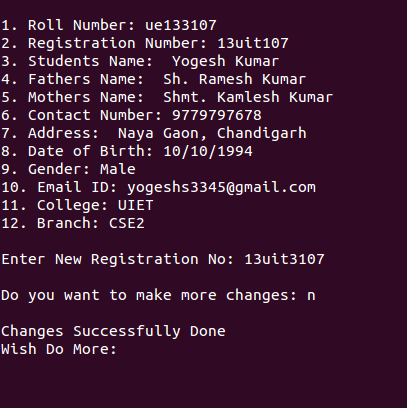 1. Roll Number: ue133107
2. Registration Number: 13uit107
3. Students Name:  Yogesh Kumar
4. Fathers Name:  Sh. Ramesh Kumar
5. Mothers Name:  Shmt. Kamlesh Kumar
6. Contact Number: 9779797678
7. Address:  Naya Gaon, Chandigarh
8. Date of Birth: 10/10/1994
9. Gender: Male
10. Email ID: yogeshs3345@gmail.com
11. College: UIET
12. Branch: CSE2
Enter New Registration No: 13uit3107
Do you want to make more changes: n
Changes Successfully Done
Wish Do More: